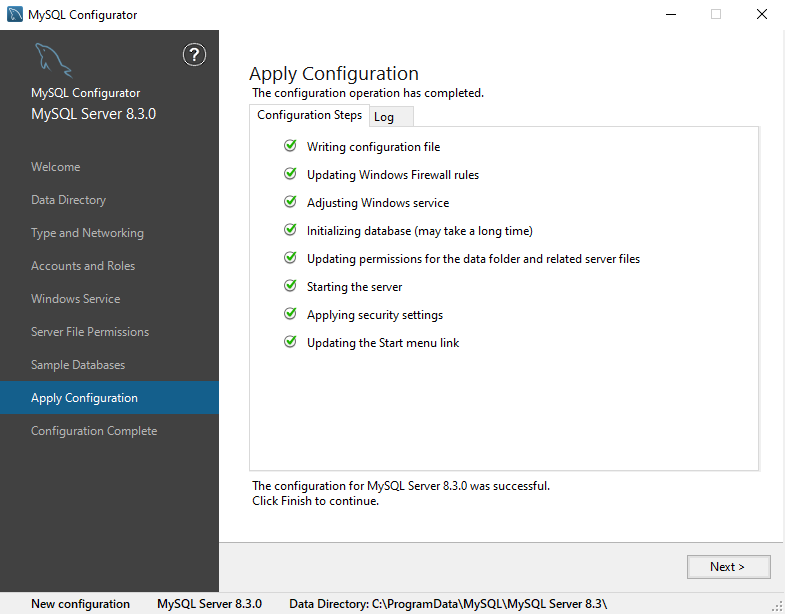 MySQL Configurator
?
MySQL Configurator
MySQL Server 8.3.0
Welcome
Data Directory
Type and Networking
Accounts and Roles
Windows Service
Server File Permissions
Sample Databases
Apply Configuration
Configuration Complete
Apply Configuration
The configuration operation has completed.
Configuration Steps Log
Writing configuration file
Updating Windows Firewall rules
Adjusting Windows service
Initializing database (may take a long time)
Updating permissions for the data folder and related server files
Starting the server
Applying security settings
Updating the Start menu link
The configuration for MySQL Server 8.3.0 was successful.
Click Finish to continue.
Next >
New configuration MySQL Server 8.3.0 Data Directory: C:\ProgramData\MySQL\MySQL Server 8.3\